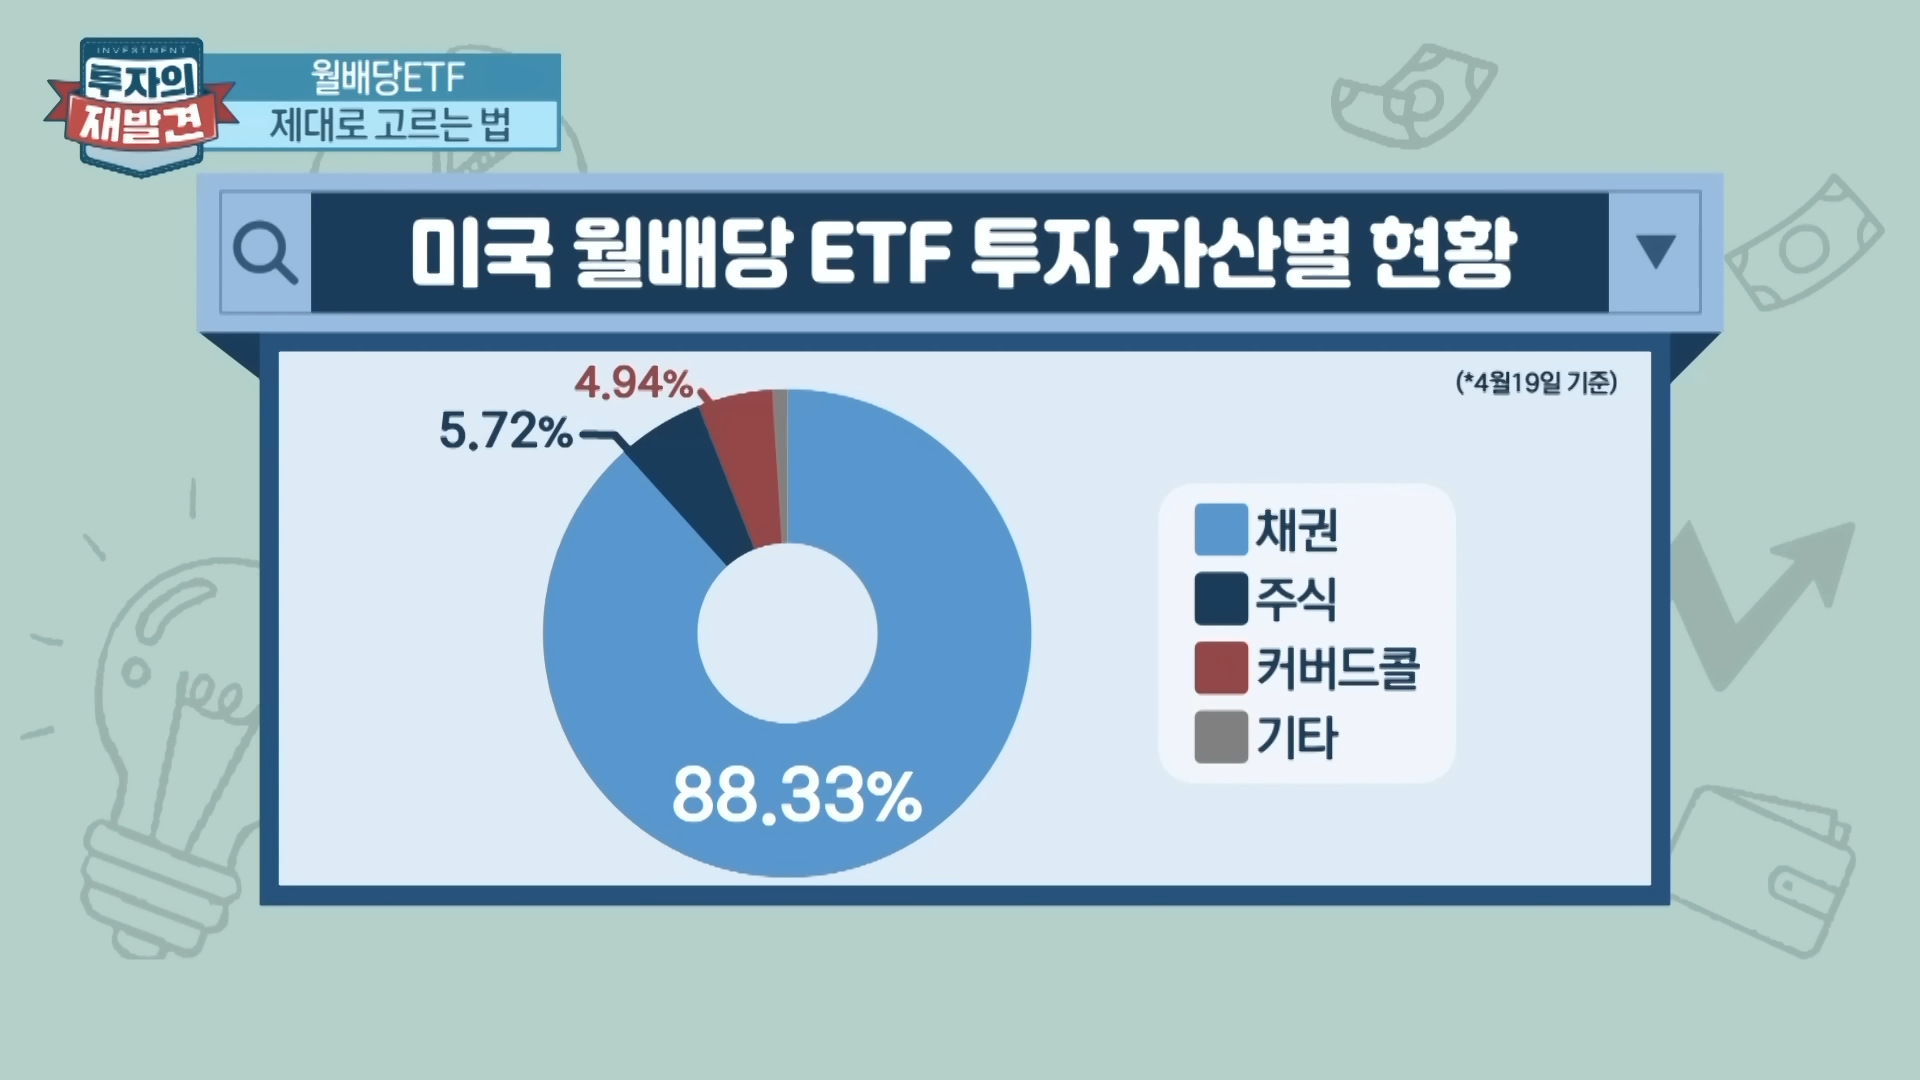 INVESTMENT
투자의
재발견
월배당ETF
제대로 고르는 법
미국 월배당 ETF 투자 자산별 현황
(*4월19일 기준)
4.94%
5.72%
88.33%
채권
주식
커버드콜
기타